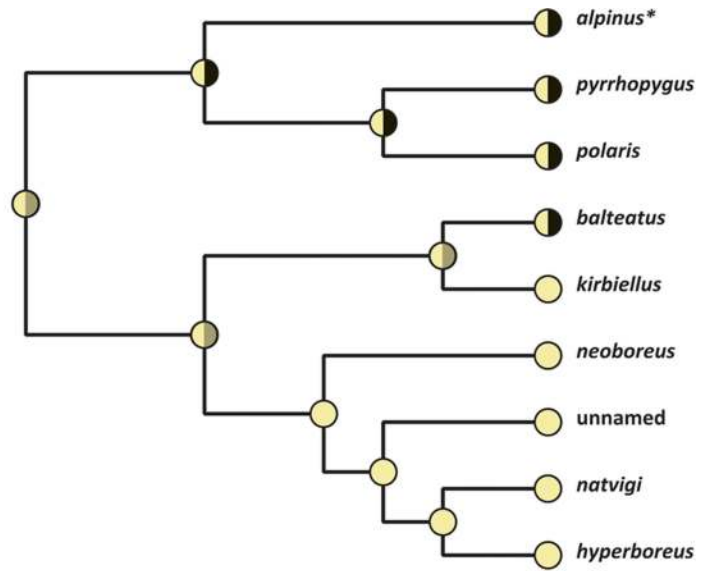 alpinus*
pyrrhopygus
polaris
balteatus
kirbiellus
neoboreus
unnamed
natvigi
hyperboreus